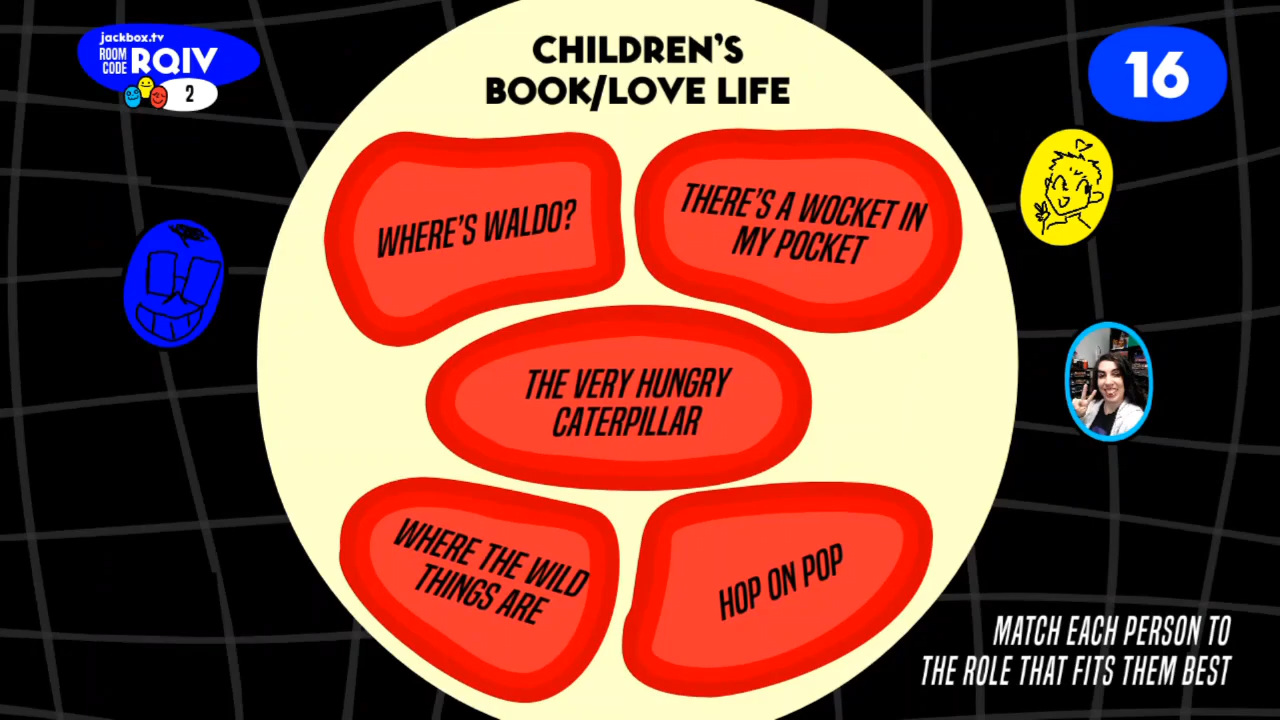 jackbox.tv
ROOM
CODE
RQIV
2
CHILDREN'S
BOOK/LOVE LIFE
16
WHERE'S WALDO?
THERE'S A WOCKET IN
MY POCKET
THE VERY HUNGRY
CATERPILLAR
WHERE THE WILD
THINGS ARE
HOP ON POP
MATCH EACH PERSON TO
THE ROLE THAT FITS THEM BEST